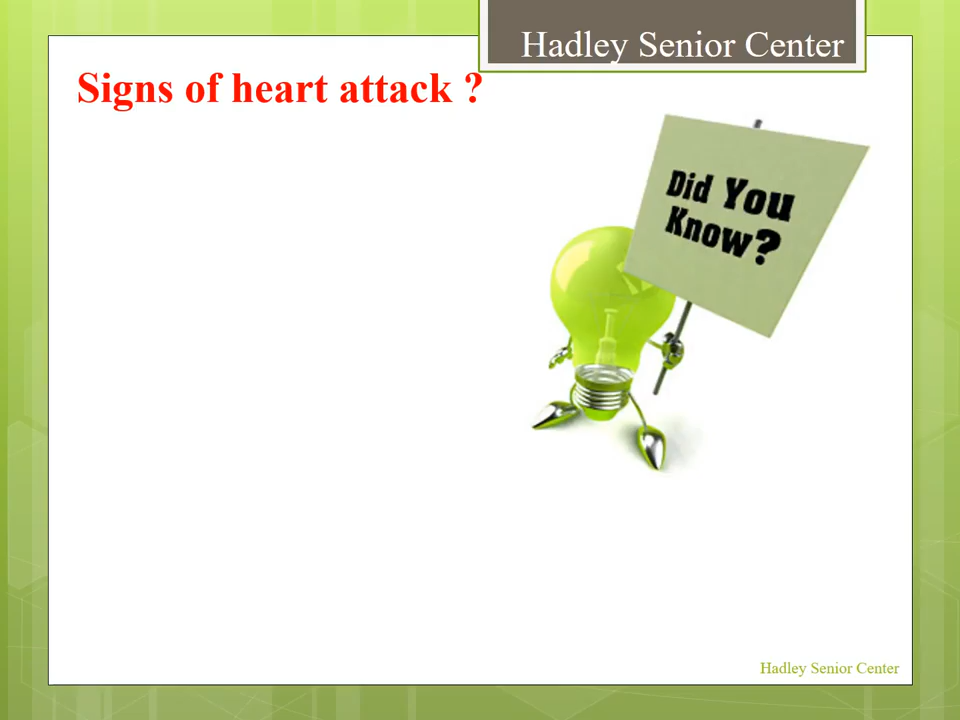 Hadley Senior Center
Signs of heart attack ?
Did You
Know?
Hadley Senior Center